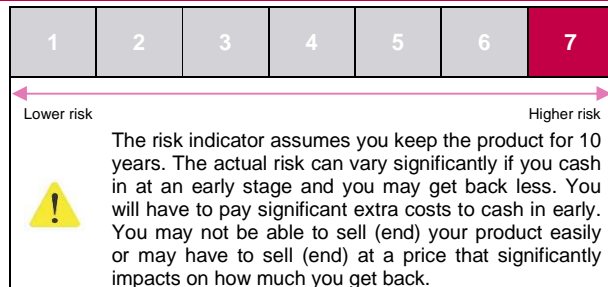 1 2 3 4 5 6 7
Lower risk Higher risk
The risk indicator assumes you keep the product for 10
years. The actual risk can vary significantly if you cash
in at an early stage and you may get back less. You
will have to pay significant extra costs to cash in early.
You may not be able to sell (end) your product easily
or may have to sell (end) at a price that significantly
impacts on how much you get back.